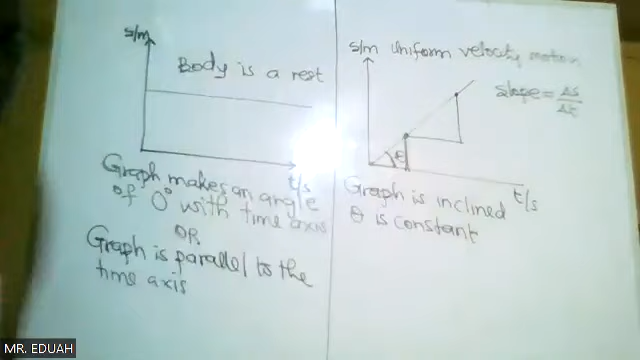 s/m
Body is a rest
t/s
Graph makes an angle
of 0° with time axis
OR
Graph is parallel to the
time axis
s/m uniform velocity motion
slope = Δs/Δt
θ
t/s
Graph is inclined
θ is constant
MR. EDUAH